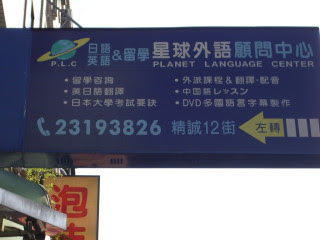 日語
英語
&留學
星球外語顧問中心
P.L.C
PLANET LANGUAGE CENTER
•留學咨詢
•英日語翻譯
•日本大學考試要訣
•外派課程&翻譯•配音
•中国語レッスン
•DVD多國語言字幕製作
23193826 精誠12街 左轉
泡